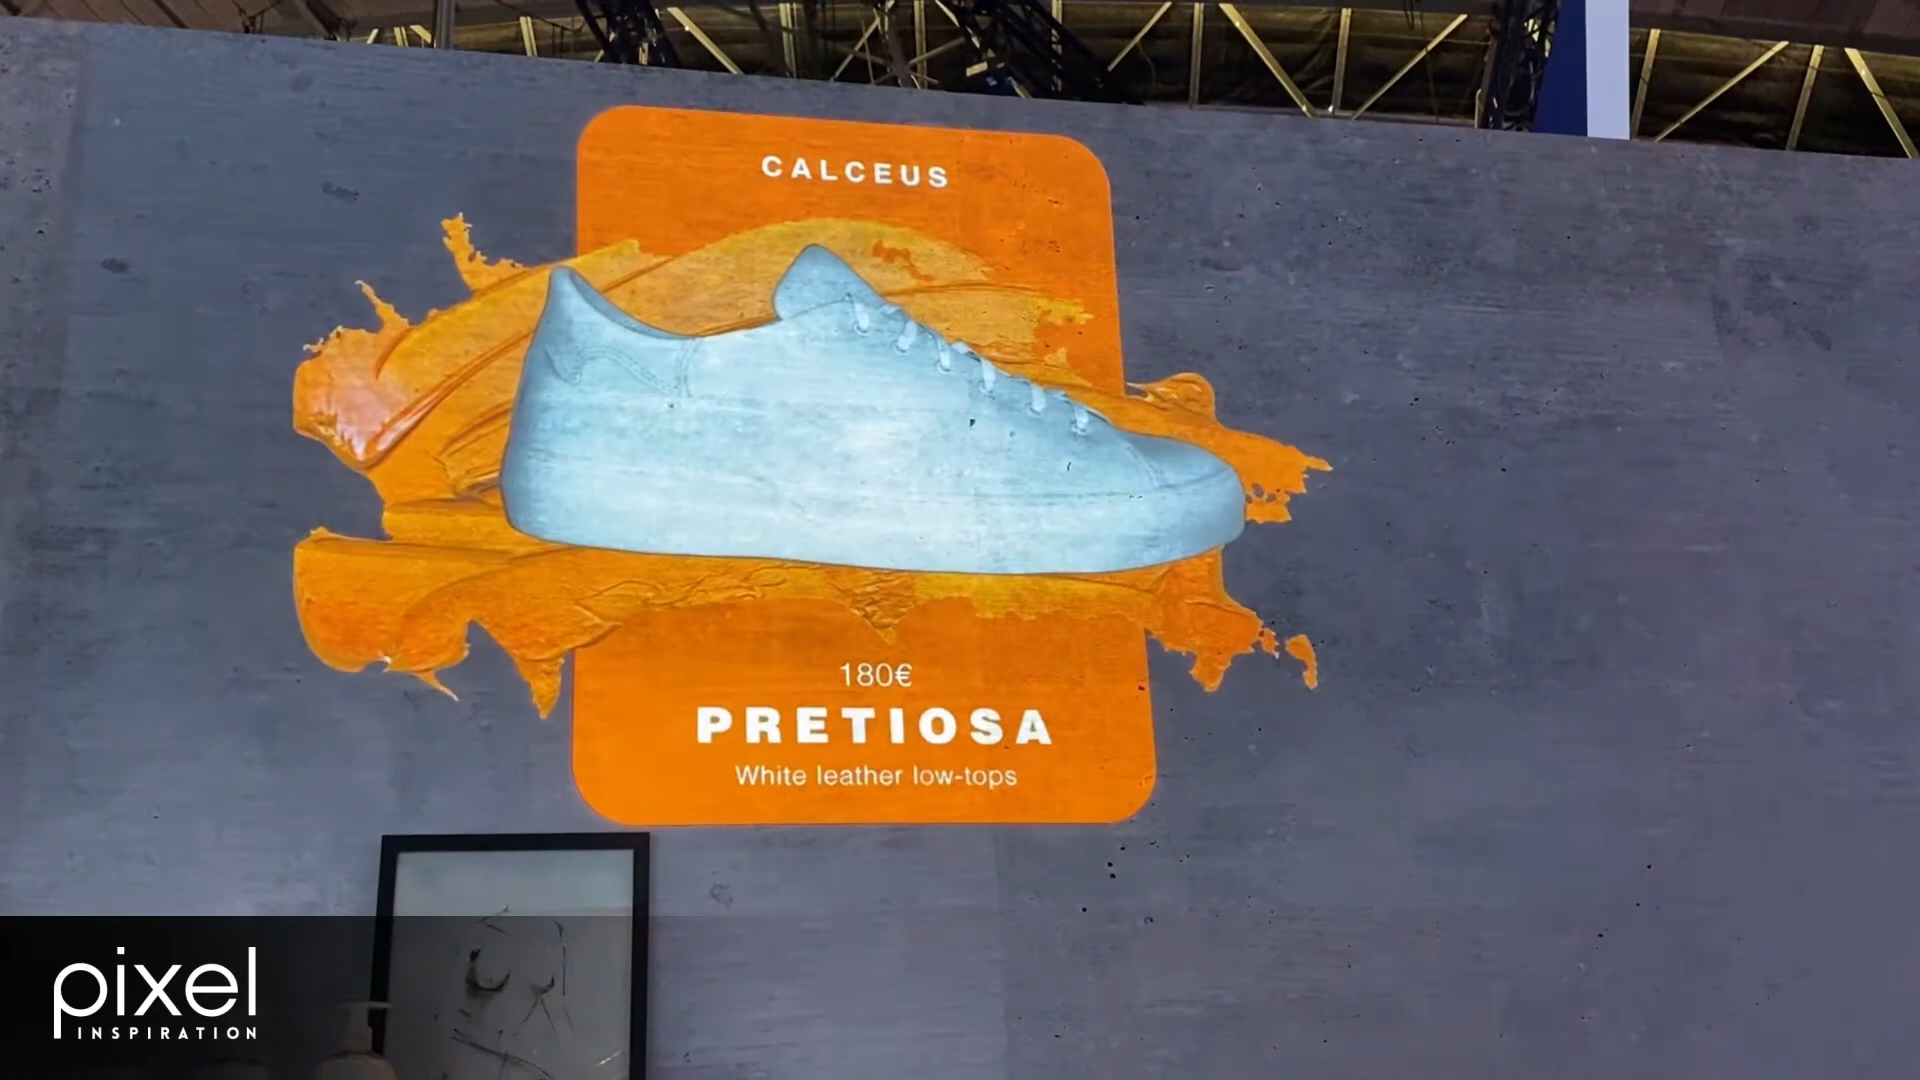 CALCEUS
180€
PRETIOSA
White leather low-tops
pixel
INSPIRATION